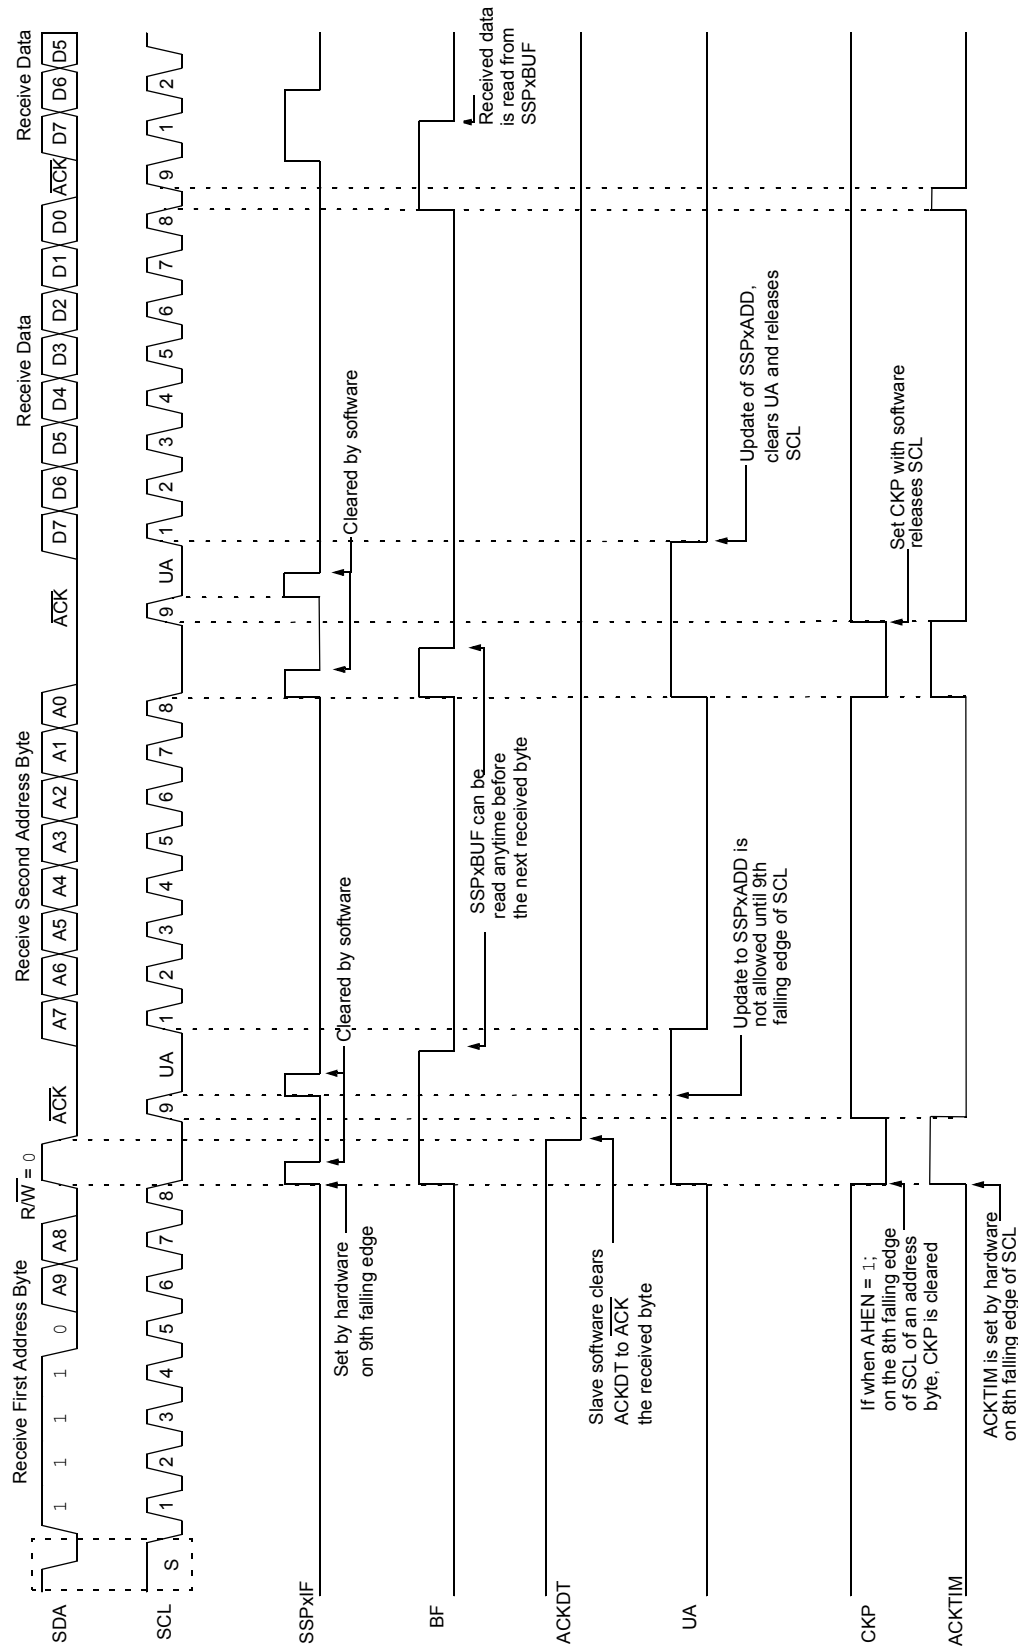 Receive First Address Byte
R/W = 0
ACK
Receive Second Address Byte
ACK
Receive Data
ACK
Receive Data
SDA
1 1 1 1 0 A9 A8
A7 A6 A5 A4 A3 A2 A1 A0
D7 D6 D5 D4 D3 D2 D1 D0
D7 D6 D5
SCL
S
1 2 3 4 5 6 7 8 9 UA
1 2 3 4 5 6 7 8 9 UA
1 2 3 4 5 6 7 8 9
1 2
SSPxIF
Set by hardware
on 9th falling edge
Cleared by software
Cleared by software
BF
SSPxBUF can be
read anytime before
the next received byte
Received data
is read from
SSPxBUF
ACKDT
Slave software clears
ACKDT to ACK
the received byte
UA
Update to SSPxADD is
not allowed until 9th
falling edge of SCL
Update of SSPxADD,
clears UA and releases
SCL
CKP
If when AHEN = 1;
on the 8th falling edge
of SCL of an address
byte, CKP is cleared
Set CKP with software
releases SCL
ACKTIM
ACKTIM is set by hardware
on 8th falling edge of SCL